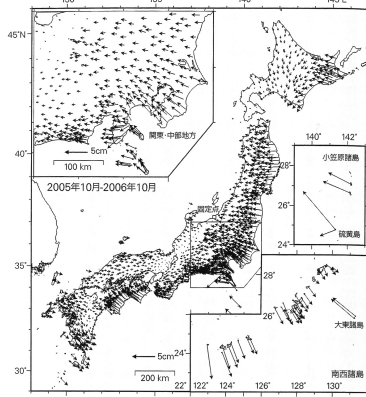 45°N
40°
35°
30°
関東・中部地方
5cm
100 km
2005年10月-2006年10月
固定点
140° 142°
小笠原諸島
28°
26°
24°
硫黄島
28°
26°
24°
22°
大東諸島
南西諸島
122° 124° 126° 128° 130°
5cm
200 km